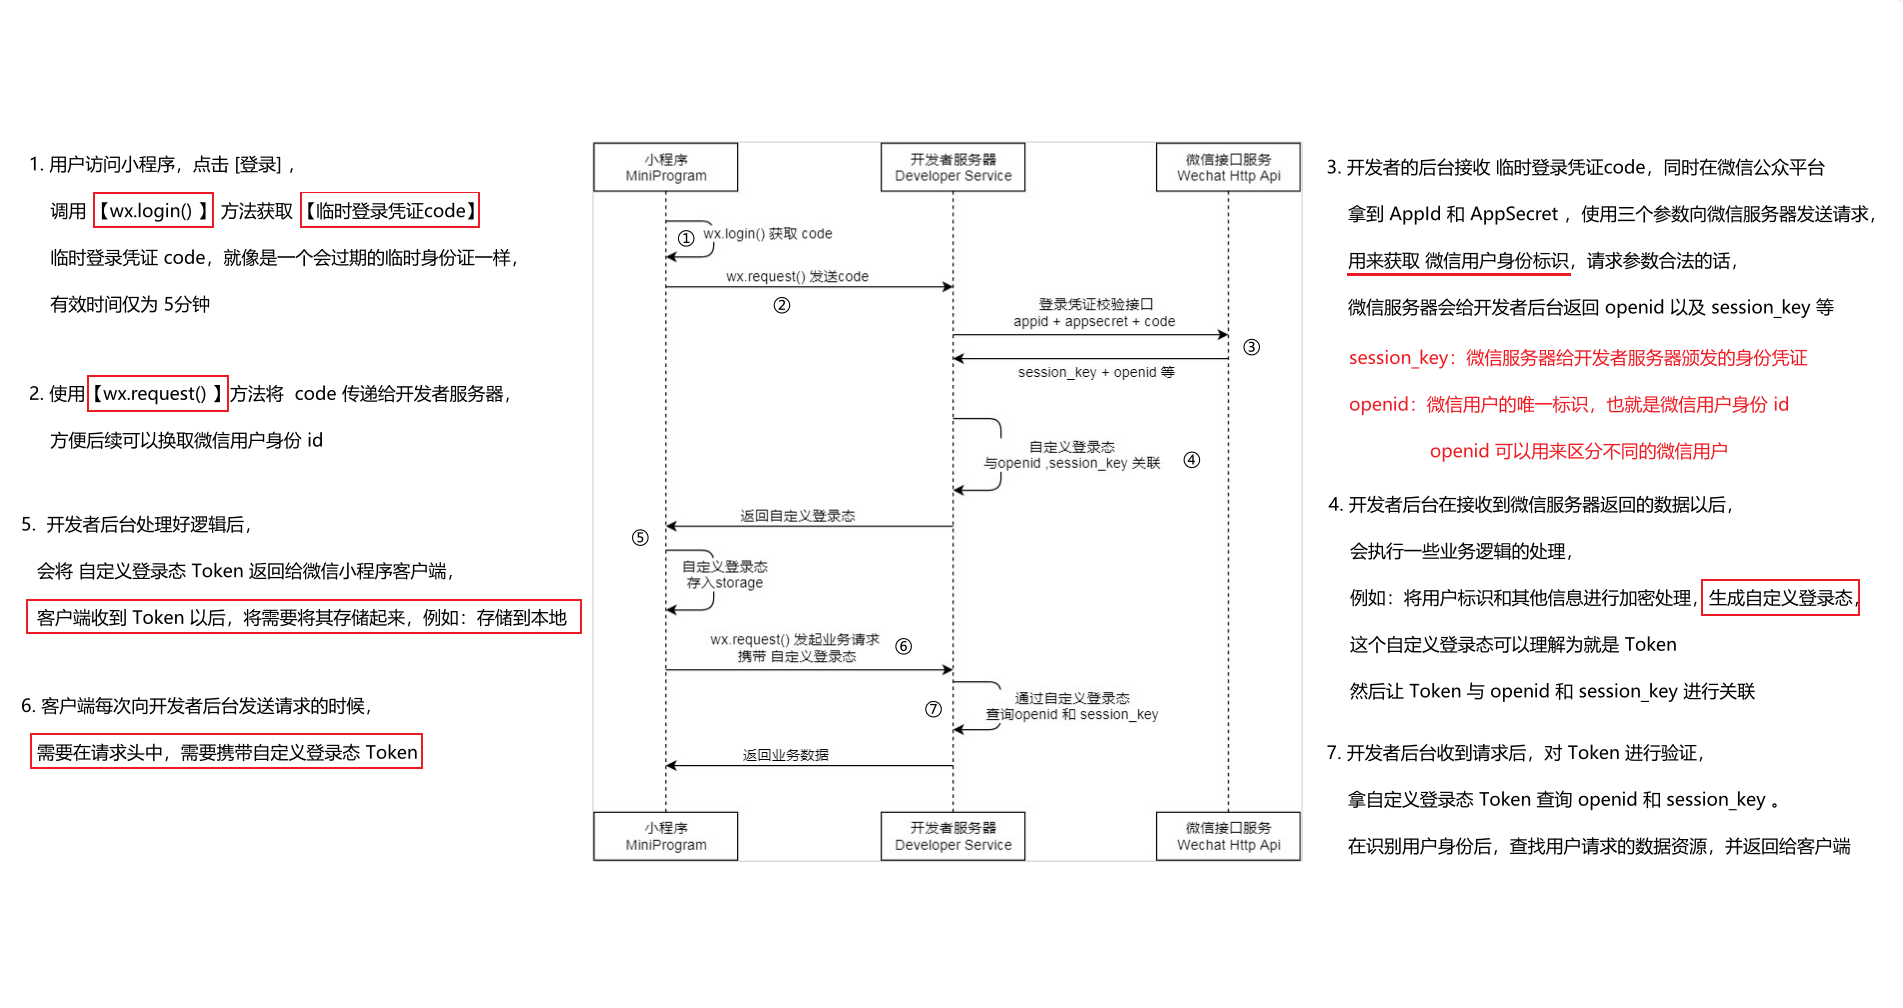 1. 用户访问小程序，点击 [登录] ，
调用 【wx.login() 】 方法获取 【临时登录凭证code】
临时登录凭证 code，就像是一个会过期的临时身份证一样，
有效时间仅为 5分钟
2. 使用【wx.request() 】方法将 code 传递给开发者服务器，
方便后续可以换取微信用户身份 id
5. 开发者后台处理好逻辑后，
会将 自定义登录态 Token 返回给微信小程序客户端，
客户端收到 Token 以后，将需要将其存储起来，例如：存储到本地
6. 客户端每次向开发者后台发送请求的时候，
需要在请求头中，需要携带自定义登录态 Token
小程序
MiniProgram
开发者服务器
Developer Service
微信接口服务
Wechat Http Api
① wx.login() 获取 code
wx.request() 发送code
②
登录凭证校验接口
appid + appsecret + code
③
session_key + openid 等
自定义登录态
与openid ,session_key 关联
④
返回自定义登录态
⑤
自定义登录态
存入storage
wx.request() 发起业务请求
携带 自定义登录态
⑥
⑦
通过自定义登录态
查询openid 和 session_key
返回业务数据
小程序
MiniProgram
开发者服务器
Developer Service
微信接口服务
Wechat Http Api
3. 开发者的后台接收 临时登录凭证code，同时在微信公众平台
拿到 AppId 和 AppSecret ，使用三个参数向微信服务器发送请求，
用来获取 微信用户身份标识，请求参数合法的话，
微信服务器会给开发者后台返回 openid 以及 session_key 等
session_key：微信服务器给开发者服务器颁发的身份凭证
openid：微信用户的唯一标识，也就是微信用户身份 id
openid 可以用来区分不同的微信用户
4. 开发者后台在接收到微信服务器返回的数据以后，
会执行一些业务逻辑的处理，
例如：将用户标识和其他信息进行加密处理，生成自定义登录态，
这个自定义登录态可以理解为就是 Token
然后让 Token 与 openid 和 session_key 进行关联
7. 开发者后台收到请求后，对 Token 进行验证，
拿自定义登录态 Token 查询 openid 和 session_key 。
在识别用户身份后，查找用户请求的数据资源，并返回给客户端